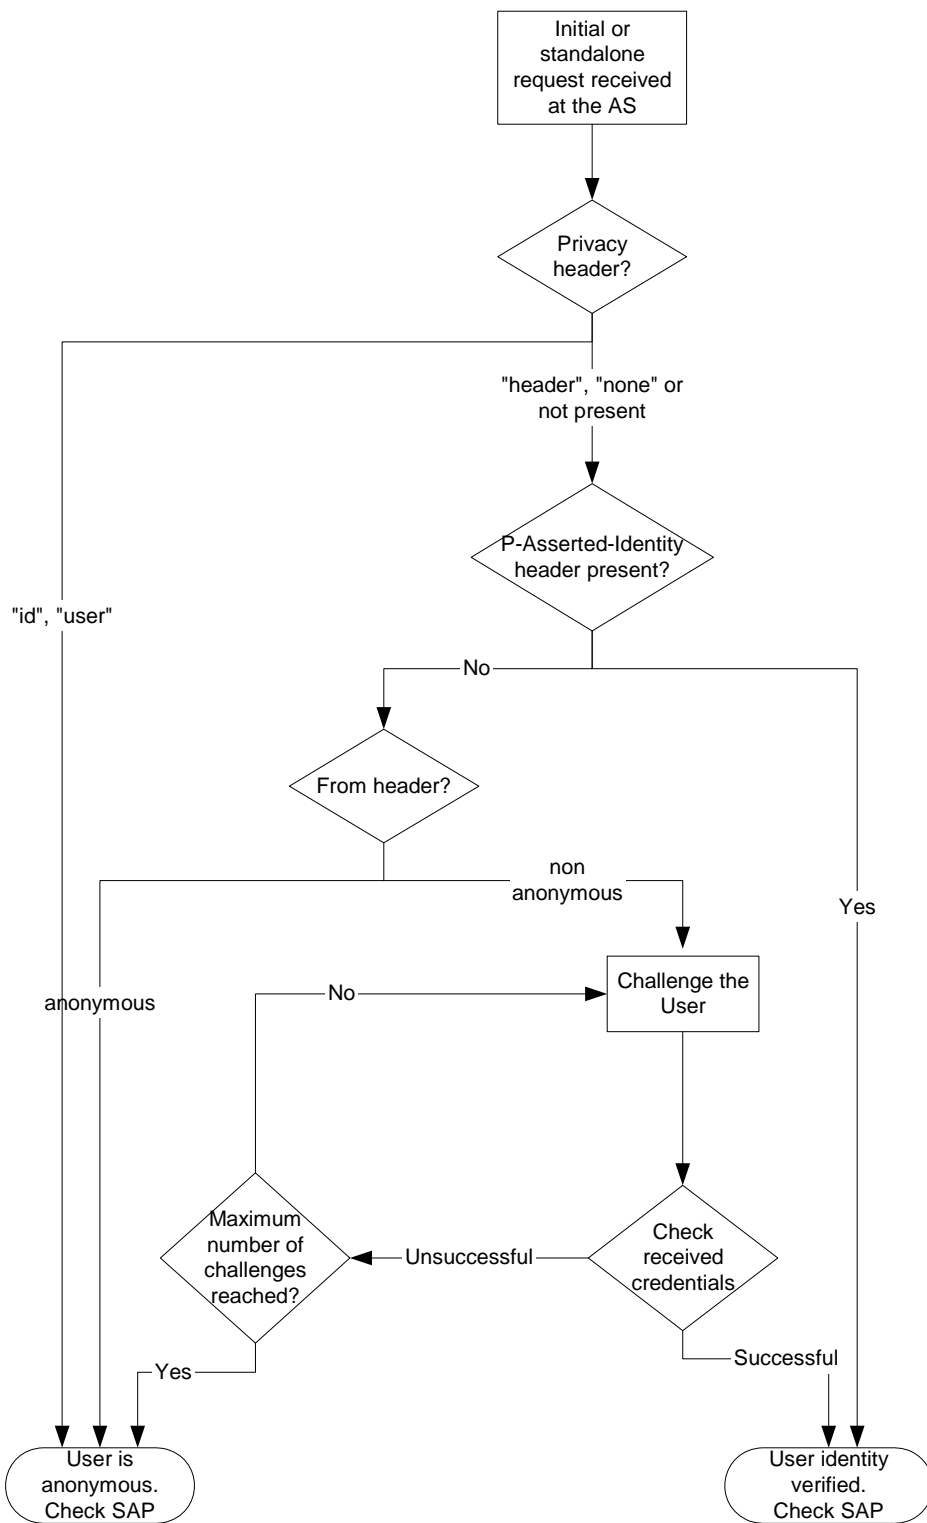 Initial or
standalone
request received
at the AS
Privacy
header?
"header", "none" or
not present
P-Asserted-Identity
header present?
"id", "user"
No
From header?
non
anonymous
Yes
anonymous
No
Challenge the
User
Maximum
number of
challenges
reached?
Unsuccessful
Check
received
credentials
Yes
Successful
User is
anonymous.
Check SAP
User identity
verified.
Check SAP